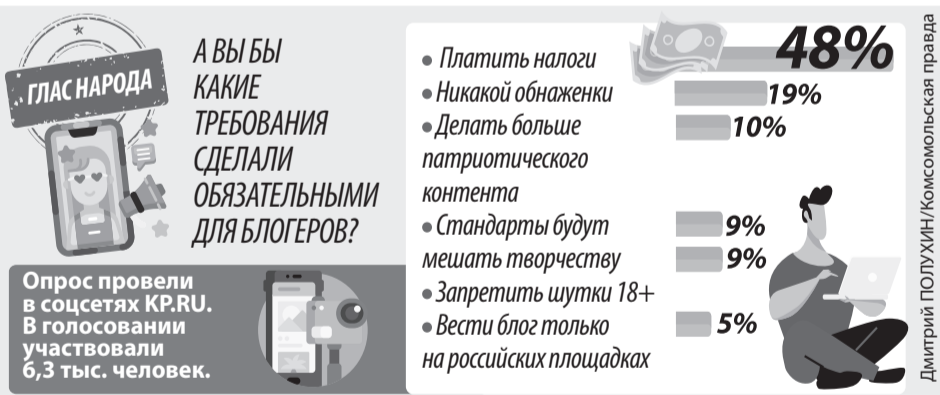 ГЛАС НАРОДА
А ВЫ БЫ
КАКИЕ
ТРЕБОВАНИЯ
СДЕЛАЛИ
ОБЯЗАТЕЛЬНЫМИ
ДЛЯ БЛОГЕРОВ?
Опрос провели
в соцсетях KP.RU.
В голосовании
участвовали
6,3 тыс. человек.
• Платить налоги 48%
• Никакой обнаженки 19%
• Делать больше 10%
патриотического
контента
• Стандарты будут 9%
мешать творчеству 9%
• Запретить шутки 18+
• Вести блог только 5%
на российских площадках
Дмитрий ПОЛУХИН/Комсомольская правда